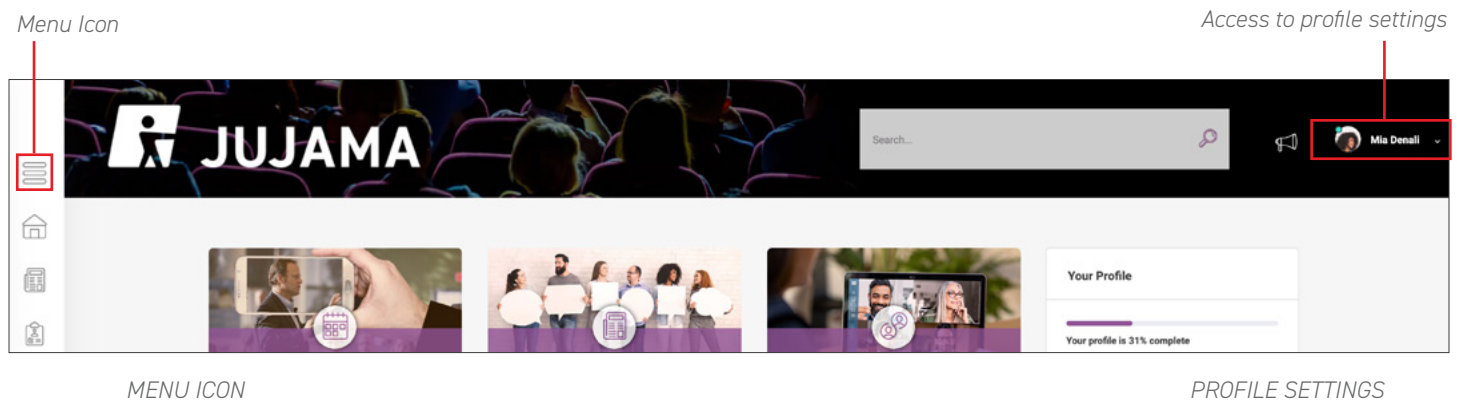 Menu Icon
Access to profile settings
JUJAMA
Search...
Mia Denali
Your Profile
Your profile is 31% complete
MENU ICON
PROFILE SETTINGS